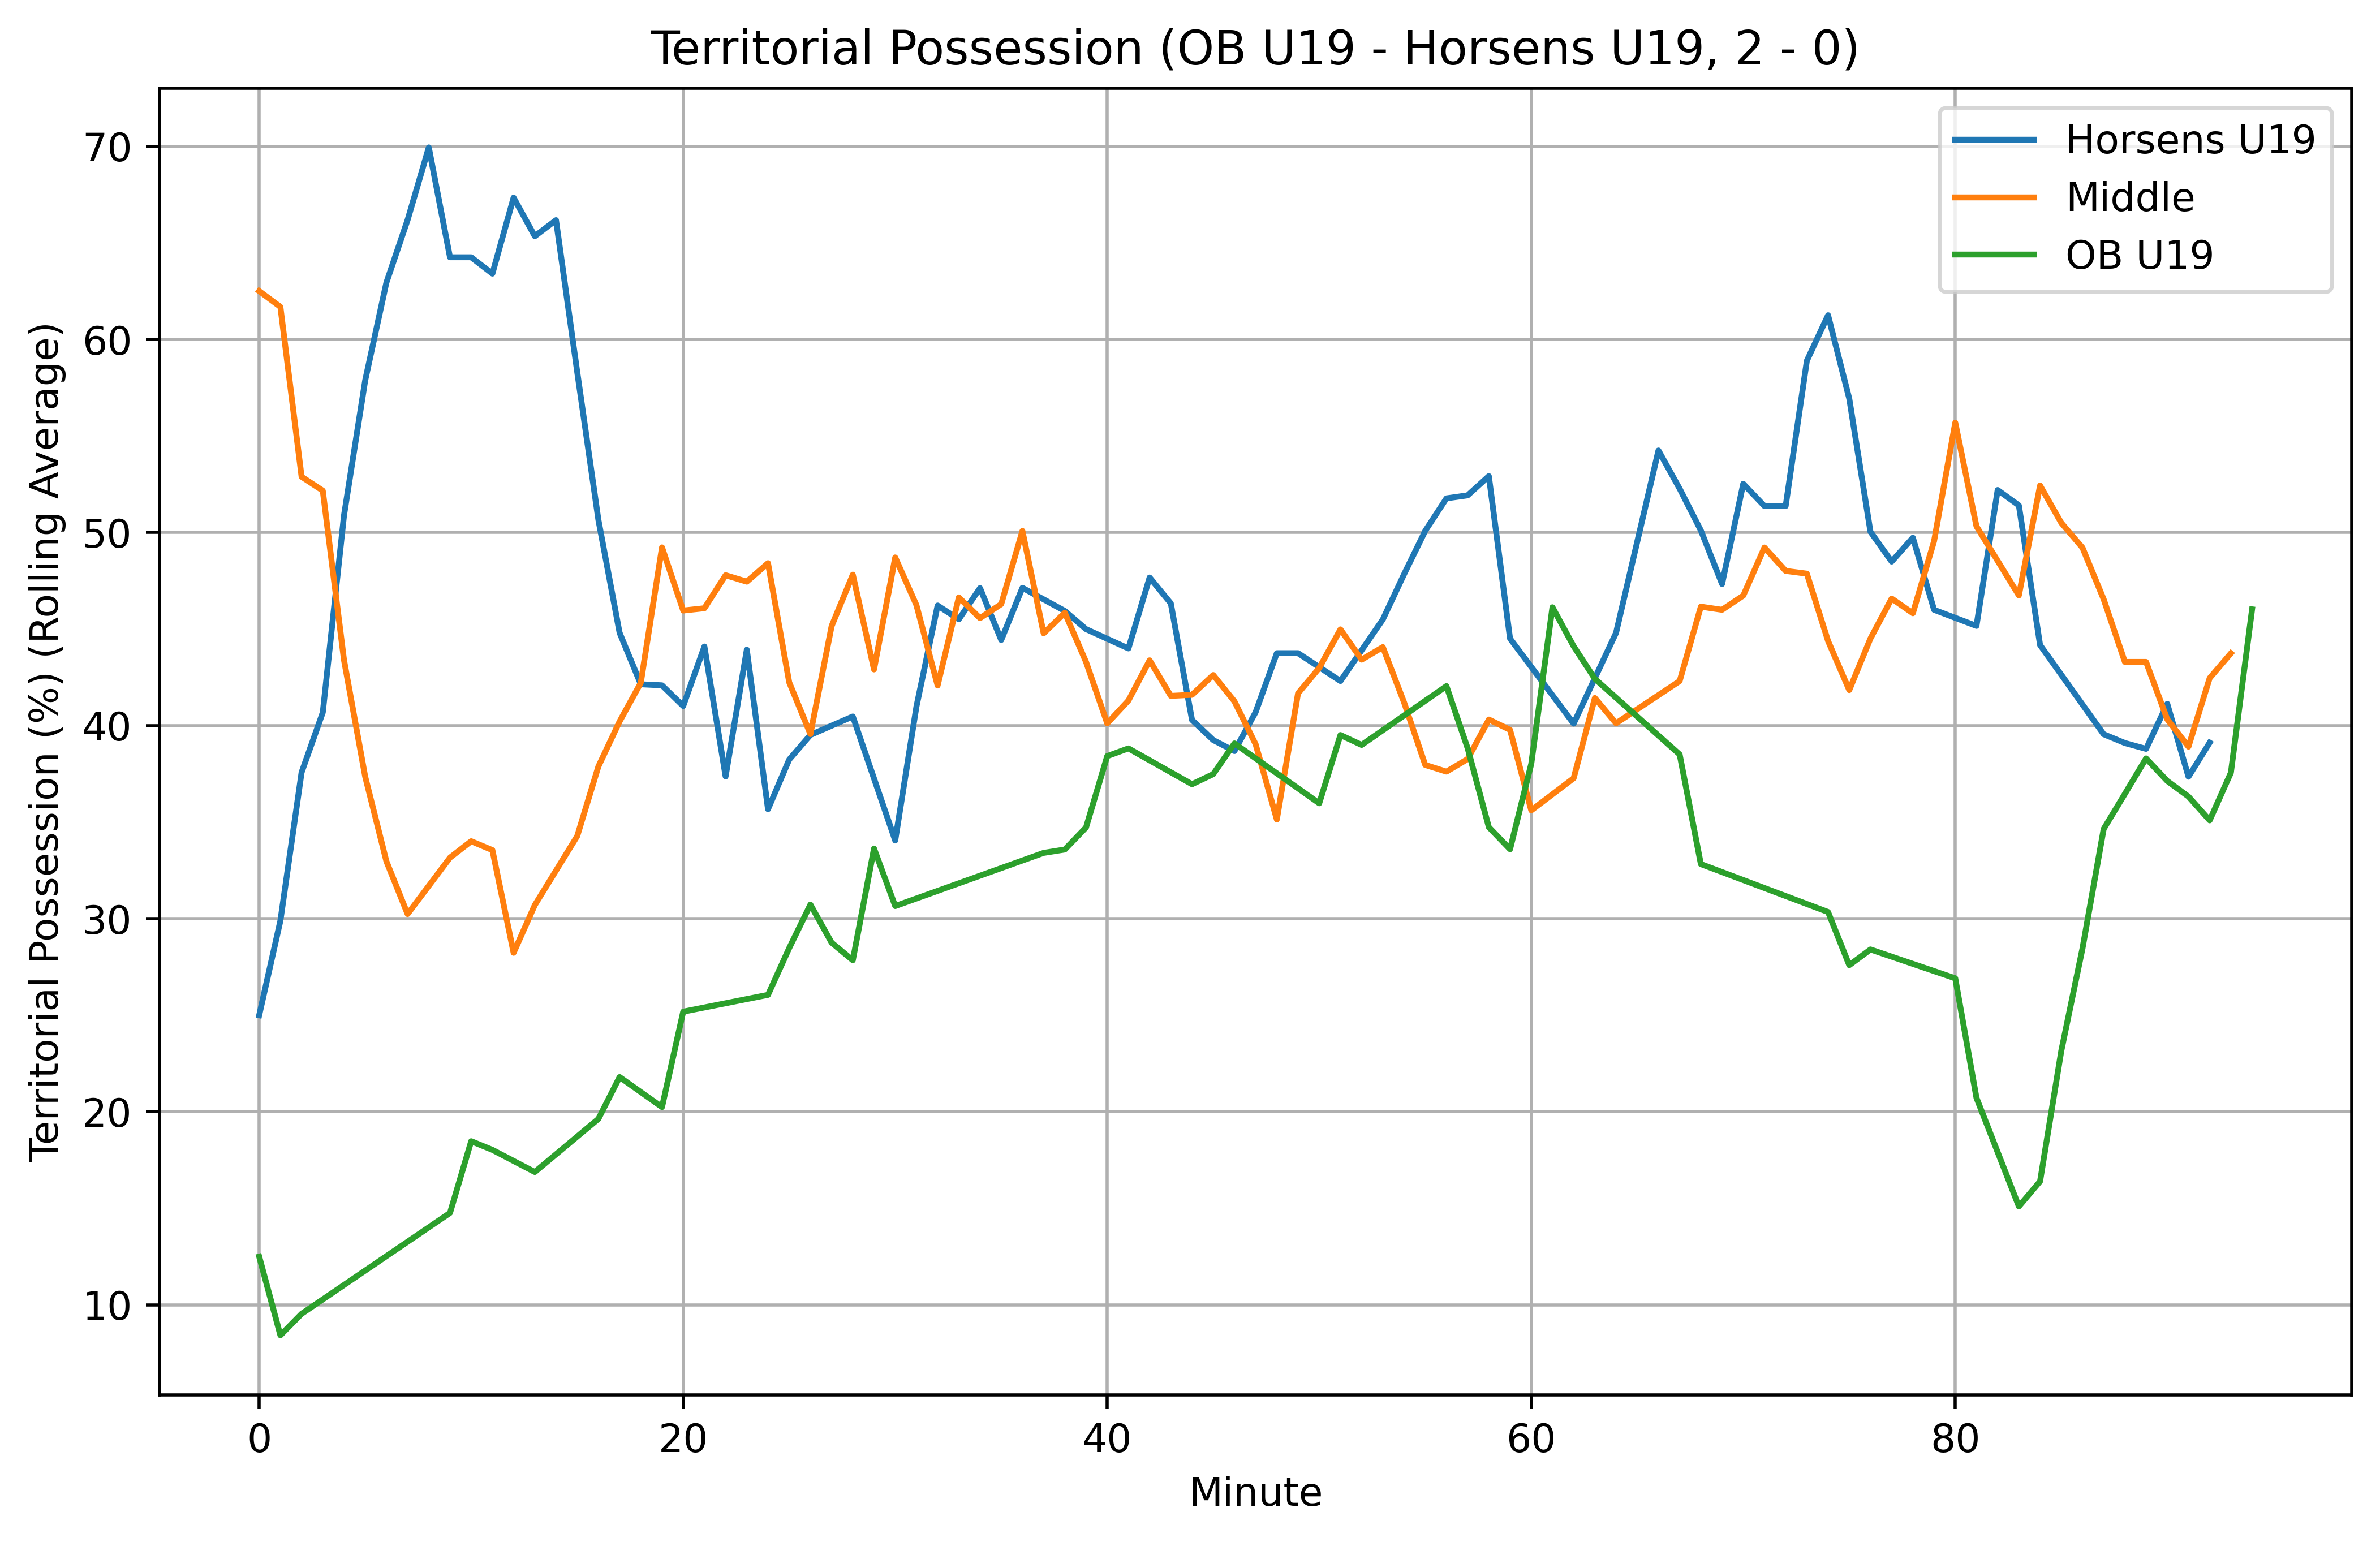 Territorial Possession (OB U19 - Horsens U19, 2 - 0)
Horsens U19
Middle
OB U19
Territorial Possession (%) (Rolling Average)
70
60
50
40
30
20
10
0 20 40 60 80
Minute